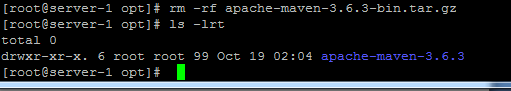 [root@server-1 opt]# rm -rf apache-maven-3.6.3-bin.tar.gz
[root@server-1 opt]# ls -lrt
total 0
drwxr-xr-x. 6 root root 99 Oct 19 02:04 apache-maven-3.6.3
[root@server-1 opt]#